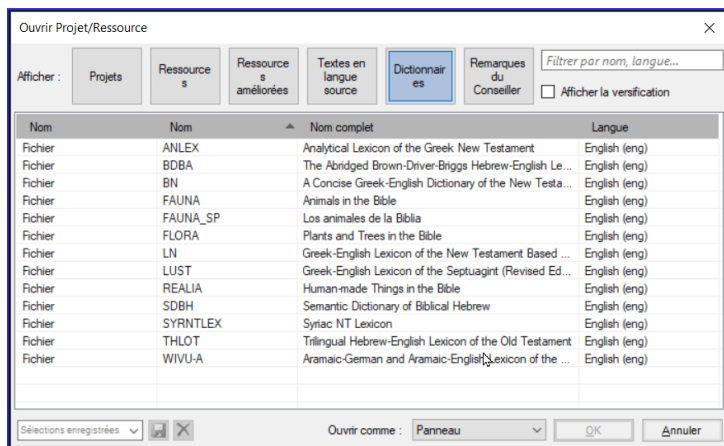 Ouvrir Projet/Ressource
Afficher :
Projets
Ressource
s
Ressource
s
améliorées
Textes en
langue
source
Dictionnair
es
Remarques
du
Conseiller
Filtrer par nom, langue...
Afficher la versification
Nom Nom Nom complet Langue
Fichier ANLEX Analytical Lexicon of the Greek New Testament English (eng)
Fichier BDBA The Abridged Brown-Driver-Briggs Hebrew-English Le... English (eng)
Fichier BN A Concise Greek-English Dictionary of the New Testa... English (eng)
Fichier FAUNA Animals in the Bible English (eng)
Fichier FAUNA_SP Los animales de la Biblia English (eng)
Fichier FLORA Plants and Trees in the Bible English (eng)
Fichier LN Greek-English Lexicon of the New Testament Based ... English (eng)
Fichier LUST Greek-English Lexicon of the Septuagint (Revised Ed... English (eng)
Fichier REALIA Human-made Things in the Bible English (eng)
Fichier SDBH Semantic Dictionary of Biblical Hebrew English (eng)
Fichier SYRNTLEX Syriac NT Lexicon English (eng)
Fichier THLOT Trilingual Hebrew-English Lexicon of the Old Testament English (eng)
Fichier WIVU-A Aramaic-German and Aramaic-English Lexicon of the ... English (eng)
Sélections enregistrées Ouvrir comme : Panneau OK Annuler